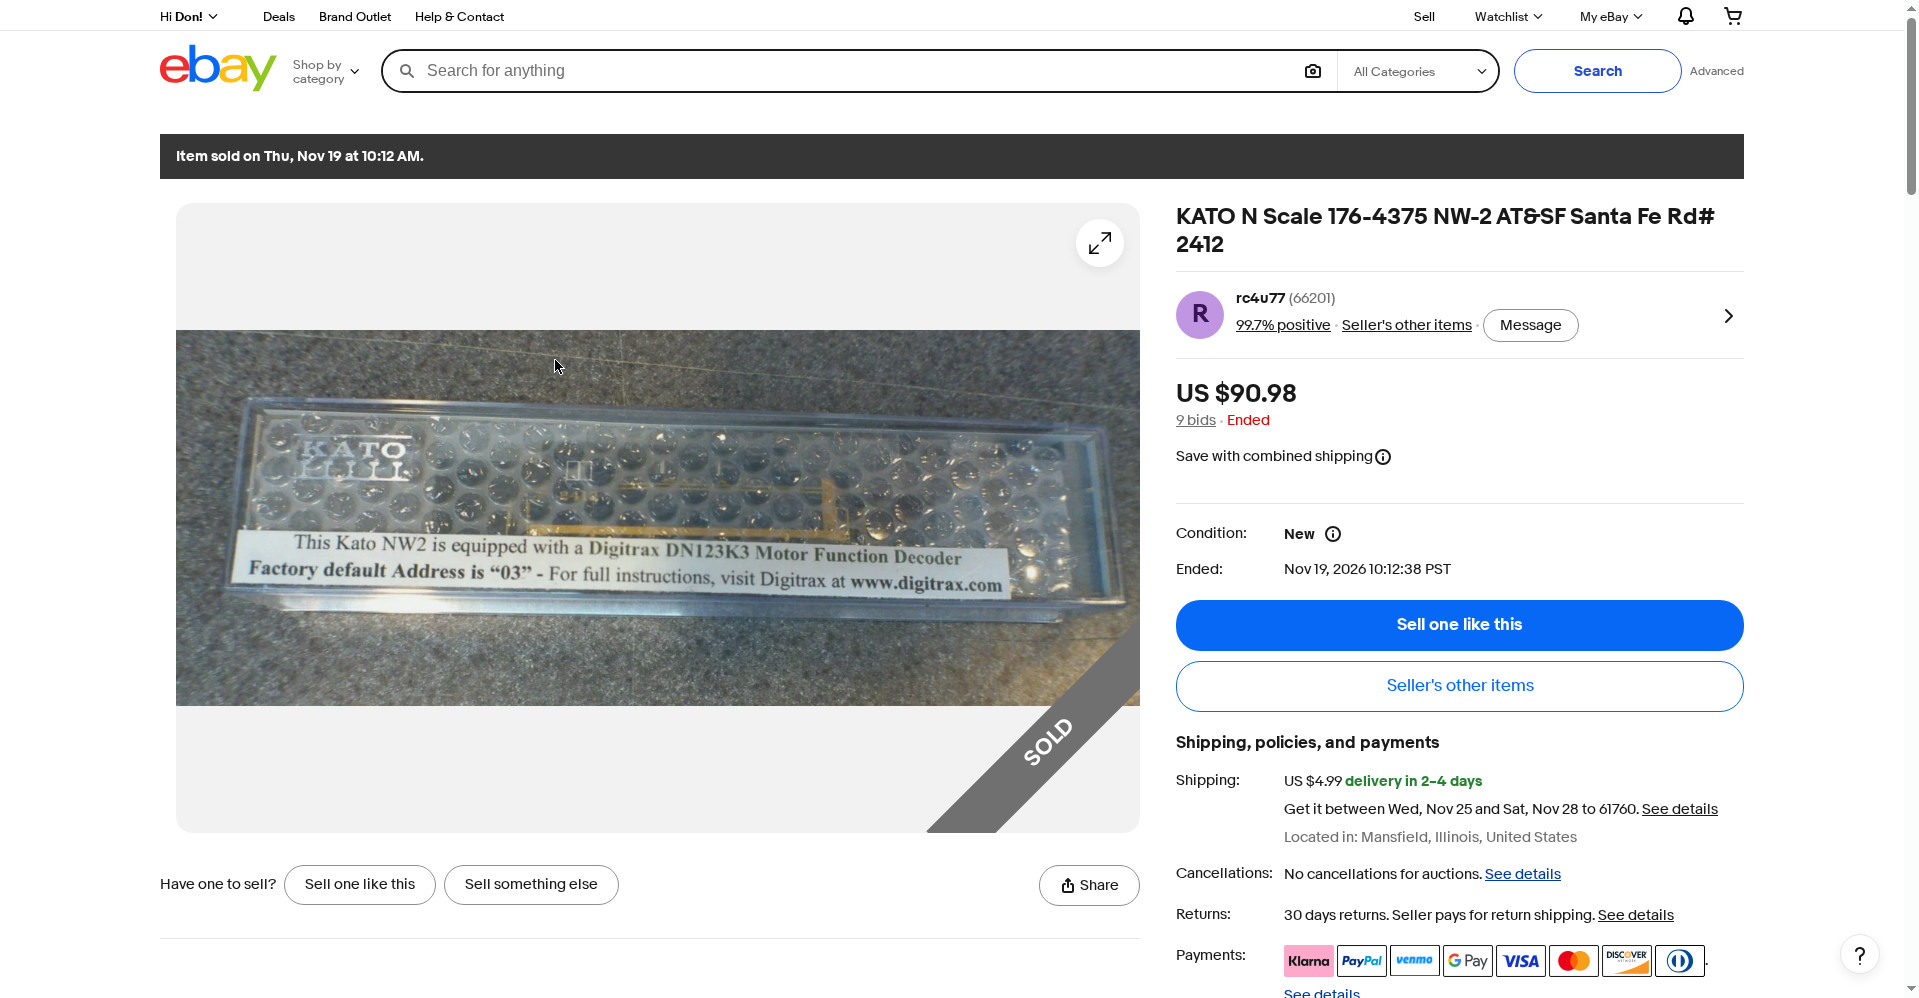 Hi Don!
Deals
Brand Outlet
Help & Contact
Sell
Watchlist
My eBay
ebay
Shop by category
Search for anything
All Categories
Search
Advanced
Item sold on Thu, Nov 19 at 10:12 AM.
KATO
This Kato NW2 is equipped with a Digitrax DN123K3 Motor Function Decoder
Factory default Address is “03” - For full instructions, visit Digitrax at www.digitrax.com
SOLD
Have one to sell?
Sell one like this
Sell something else
Share
KATO N Scale 176-4375 NW-2 AT&SF Santa Fe Rd#
2412
R
rc4u77 (66201)
99.7% positive · Seller's other items · Message
US $90.98
9 bids · Ended
Save with combined shipping
Condition: New
Ended: Nov 19, 2026 10:12:38 PST
Sell one like this
Seller's other items
Shipping, policies, and payments
Shipping: US $4.99 delivery in 2–4 days
Get it between Wed, Nov 25 and Sat, Nov 28 to 61760. See details
Located in: Mansfield, Illinois, United States
Cancellations: No cancellations for auctions. See details
Returns: 30 days returns. Seller pays for return shipping. See details
Payments: Klarna PayPal venmo G Pay VISA DISCOVER
See details
?